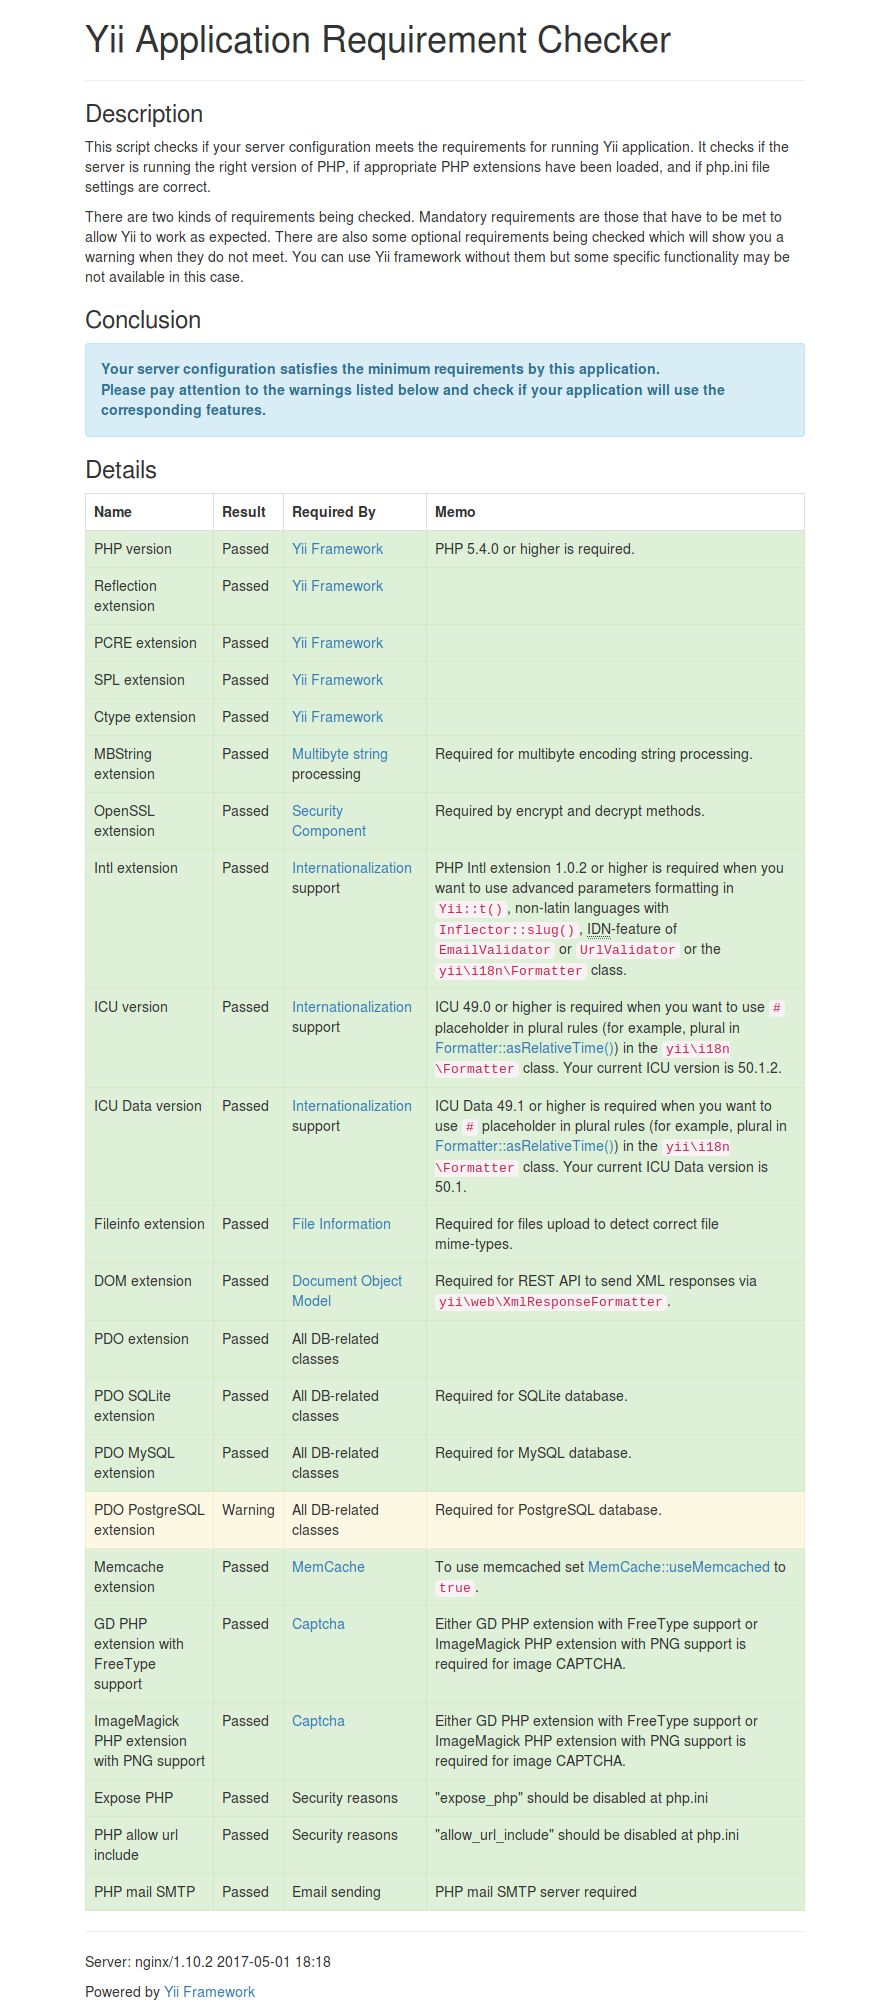 Yii Application Requirement Checker
Description
This script checks if your server configuration meets the requirements for running Yii application. It checks if the
server is running the right version of PHP, if appropriate PHP extensions have been loaded, and if php.ini file
settings are correct.
There are two kinds of requirements being checked. Mandatory requirements are those that have to be met to
allow Yii to work as expected. There are also some optional requirements being checked which will show you a
warning when they do not meet. You can use Yii framework without them but some specific functionality may be
not available in this case.
Conclusion
Your server configuration satisfies the minimum requirements by this application.
Please pay attention to the warnings listed below and check if your application will use the
corresponding features.
Details
Name Result Required By Memo
PHP version Passed Yii Framework PHP 5.4.0 or higher is required.
Reflection Passed Yii Framework
extension
PCRE extension Passed Yii Framework
SPL extension Passed Yii Framework
Ctype extension Passed Yii Framework
MBString Passed Multibyte string Required for multibyte encoding string processing.
extension processing
OpenSSL Passed Security Required by encrypt and decrypt methods.
extension Component
Intl extension Passed Internationalization PHP Intl extension 1.0.2 or higher is required when you
support want to use advanced parameters formatting in
Yii::t(), non-latin languages with
Inflector::slug(), IDN-feature of
EmailValidator or UrlValidator or the
yii\i18n\Formatter class.
ICU version Passed Internationalization ICU 49.0 or higher is required when you want to use #
support placeholder in plural rules (for example, plural in
Formatter::asRelativeTime()) in the yii\i18n
\Formatter class. Your current ICU version is 50.1.2.
ICU Data version Passed Internationalization ICU Data 49.1 or higher is required when you want to
support use # placeholder in plural rules (for example, plural in
Formatter::asRelativeTime()) in the yii\i18n
\Formatter class. Your current ICU Data version is
50.1.
Fileinfo extension Passed File Information Required for files upload to detect correct file
mime-types.
DOM extension Passed Document Object Required for REST API to send XML responses via
Model yii\web\XmlResponseFormatter.
PDO extension Passed All DB-related
classes
PDO SQLite Passed All DB-related Required for SQLite database.
extension classes
PDO MySQL Passed All DB-related Required for MySQL database.
extension classes
PDO PostgreSQL Warning All DB-related Required for PostgreSQL database.
extension classes
Memcache Passed MemCache To use memcached set MemCache::useMemcached to
extension true.
GD PHP Passed Captcha Either GD PHP extension with FreeType support or
extension with ImageMagick PHP extension with PNG support is
FreeType required for image CAPTCHA.
support
ImageMagick Passed Captcha Either GD PHP extension with FreeType support or
PHP extension ImageMagick PHP extension with PNG support is
with PNG support required for image CAPTCHA.
Expose PHP Passed Security reasons "expose_php" should be disabled at php.ini
PHP allow url Passed Security reasons "allow_url_include" should be disabled at php.ini
include
PHP mail SMTP Passed Email sending PHP mail SMTP server required
Server: nginx/1.10.2 2017-05-01 18:18
Powered by Yii Framework